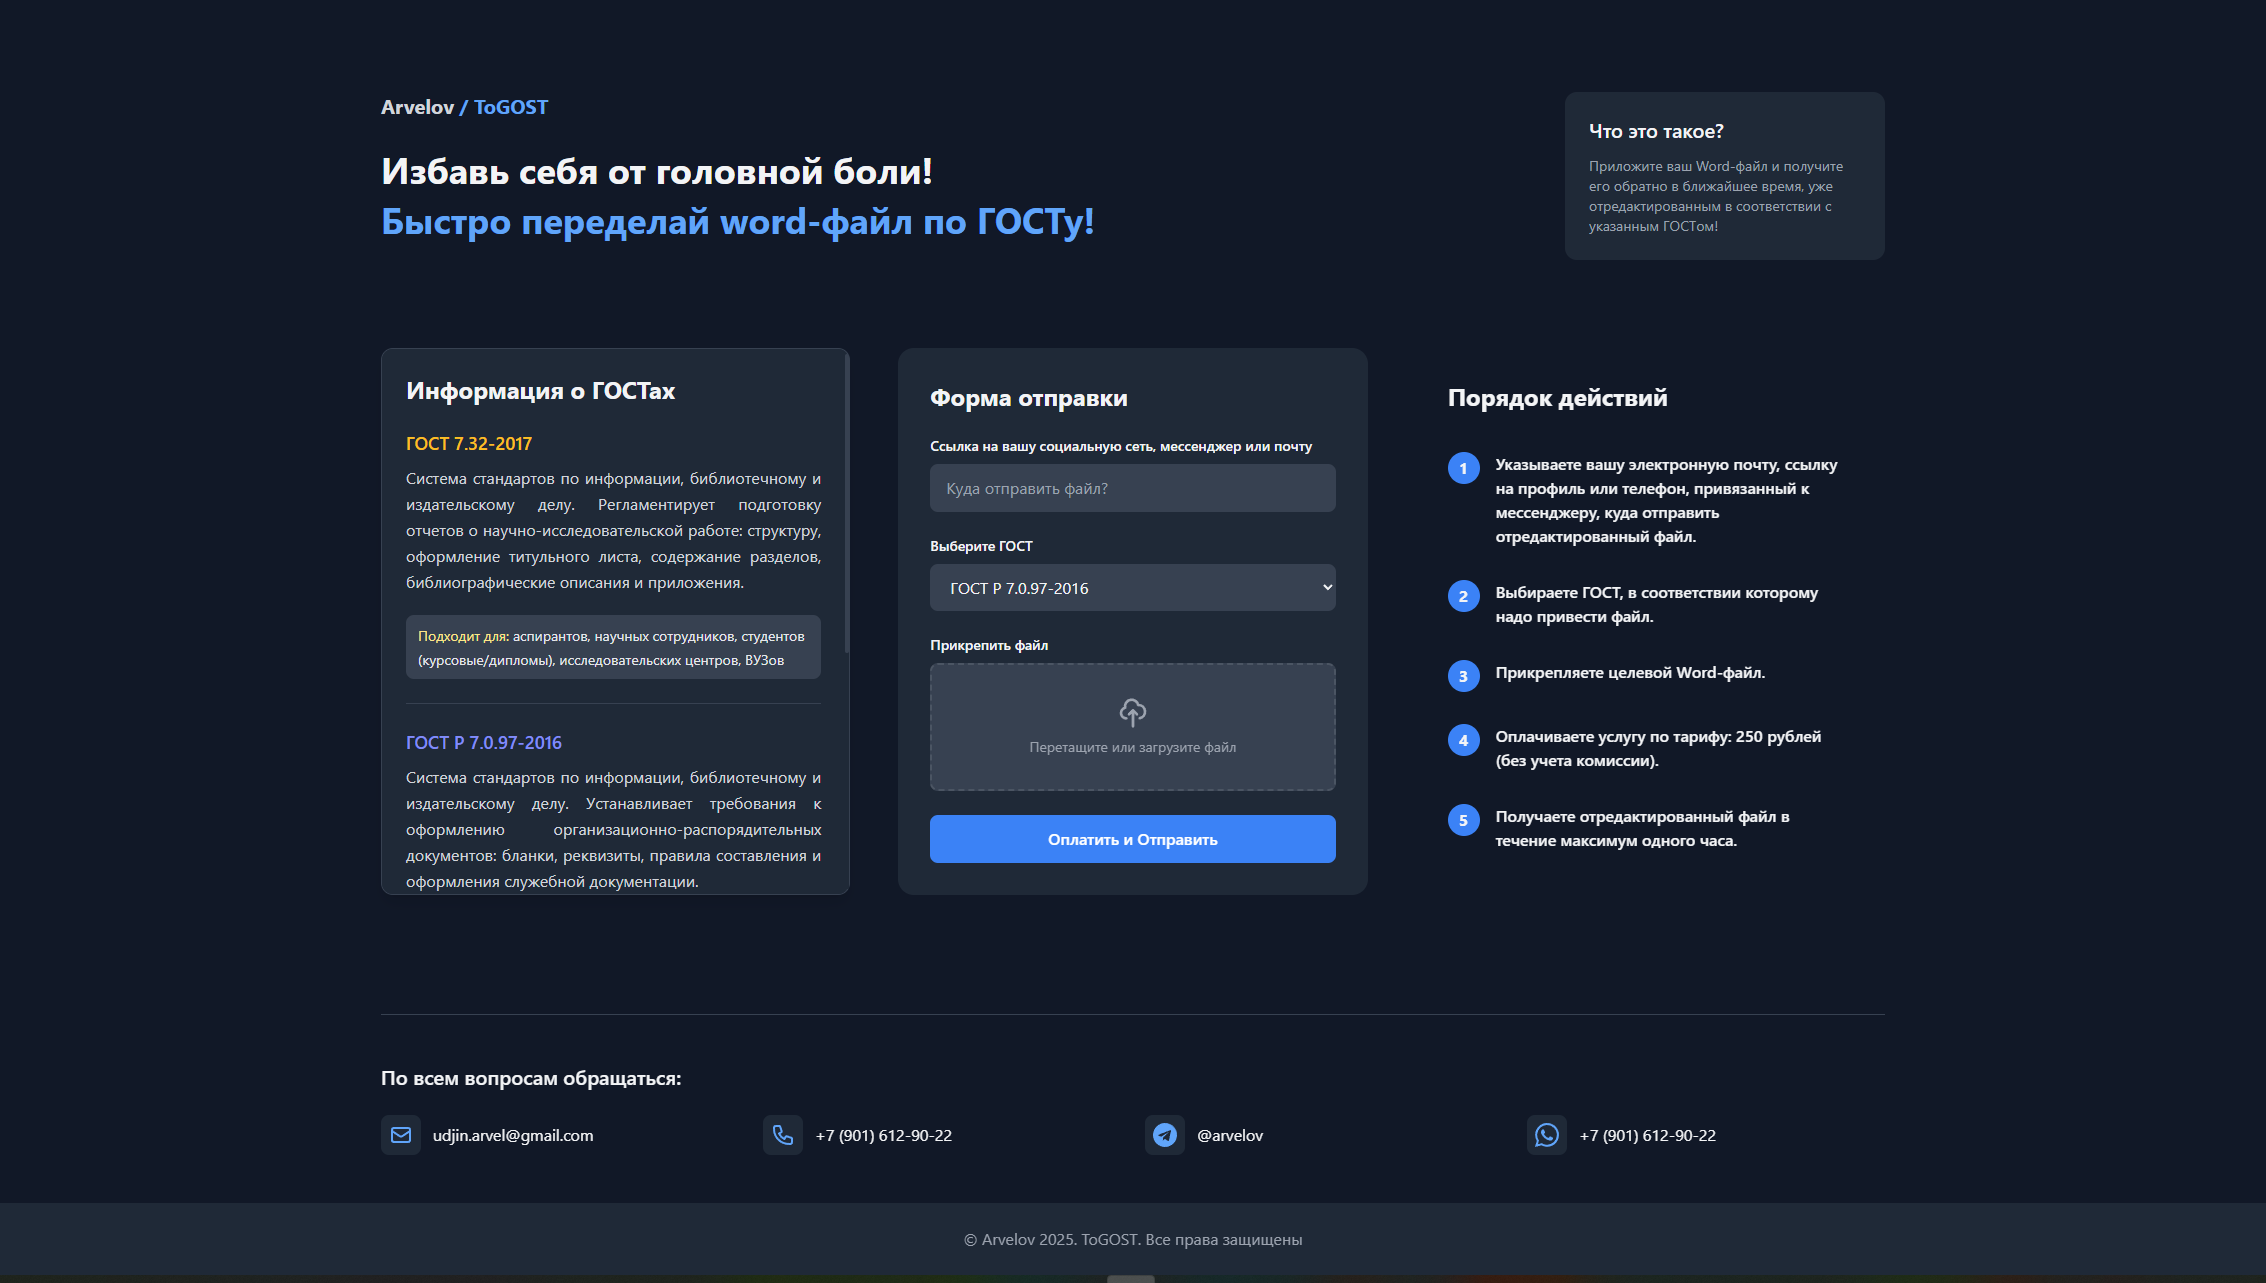 Arvelov / ToGOST
Избавь себя от головной боли!
Быстро переделай word-файл по ГОСТу!
Что это такое?
Приложите ваш Word-файл и получите
его обратно в ближайшее время, уже
отредактированным в соответствии с
указанным ГОСТом!
Информация о ГОСТах
ГОСТ 7.32-2017
Система стандартов по информации, библиотечному и
издательскому делу. Регламентирует подготовку
отчетов о научно-исследовательской работе: структуру,
оформление титульного листа, содержание разделов,
библиографические описания и приложения.
Подходит для: аспирантов, научных сотрудников, студентов
(курсовые/дипломы), исследовательских центров, ВУЗов
ГОСТ Р 7.0.97-2016
Система стандартов по информации, библиотечному и
издательскому делу. Устанавливает требования к
оформлению организационно-распорядительных
документов: бланки, реквизиты, правила составления и
оформления служебной документации.
Форма отправки
Ссылка на вашу социальную сеть, мессенджер или почту
Куда отправить файл?
Выберите ГОСТ
ГОСТ Р 7.0.97-2016
Прикрепить файл
Перетащите или загрузите файл
Оплатить и Отправить
Порядок действий
1 Указываете вашу электронную почту, ссылку
на профиль или телефон, привязанный к
мессенджеру, куда отправить
отредактированный файл.
2 Выбираете ГОСТ, в соответствии которому
надо привести файл.
3 Прикрепляете целевой Word-файл.
4 Оплачиваете услугу по тарифу: 250 рублей
(без учета комиссии).
5 Получаете отредактированный файл в
течение максимум одного часа.
По всем вопросам обращаться:
udjin.arvel@gmail.com
+7 (901) 612-90-22
@arvelov
+7 (901) 612-90-22
© Arvelov 2025. ToGOST. Все права защищены